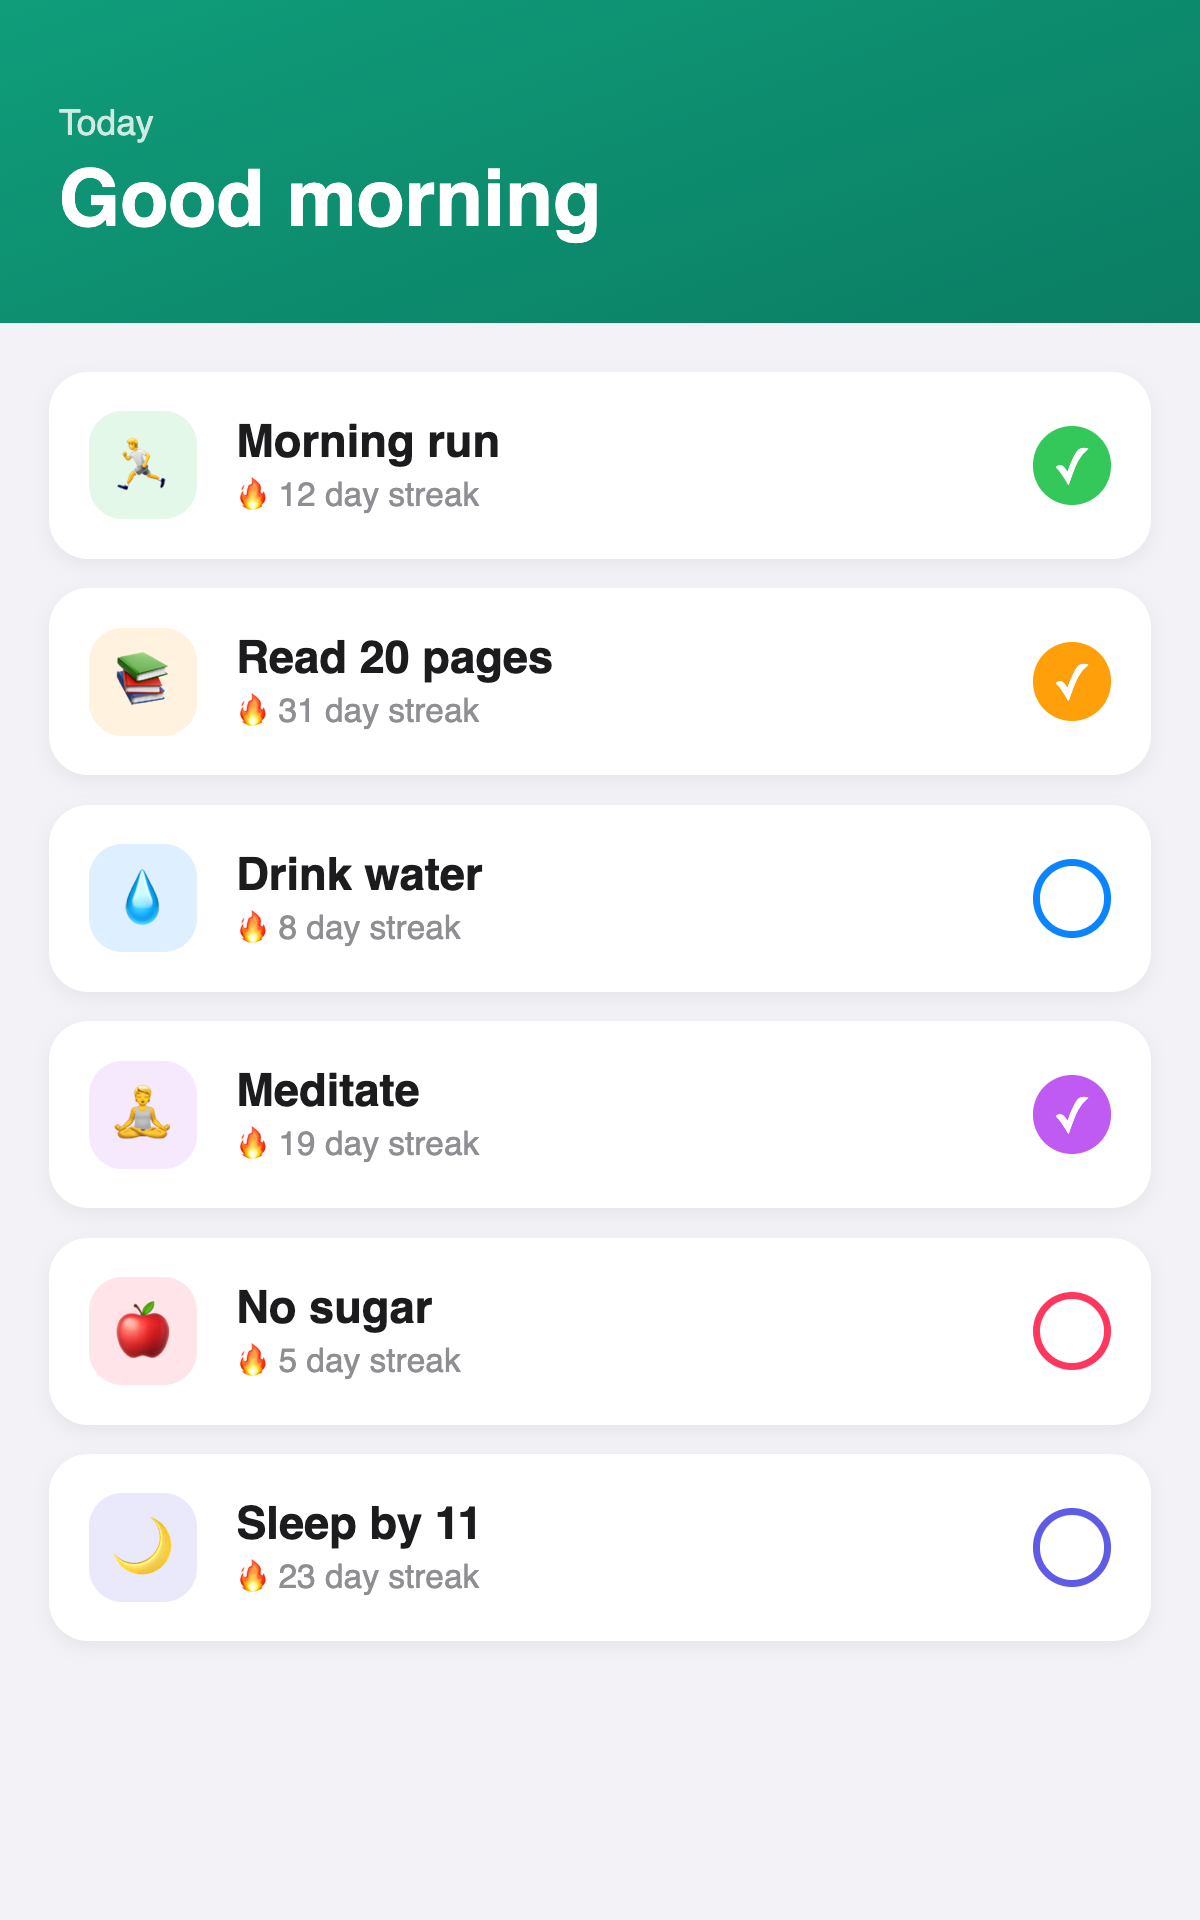 Today
Good morning
Morning run
🔥 12 day streak
Read 20 pages
🔥 31 day streak
Drink water
🔥 8 day streak
Meditate
🔥 19 day streak
No sugar
🔥 5 day streak
Sleep by 11
🔥 23 day streak